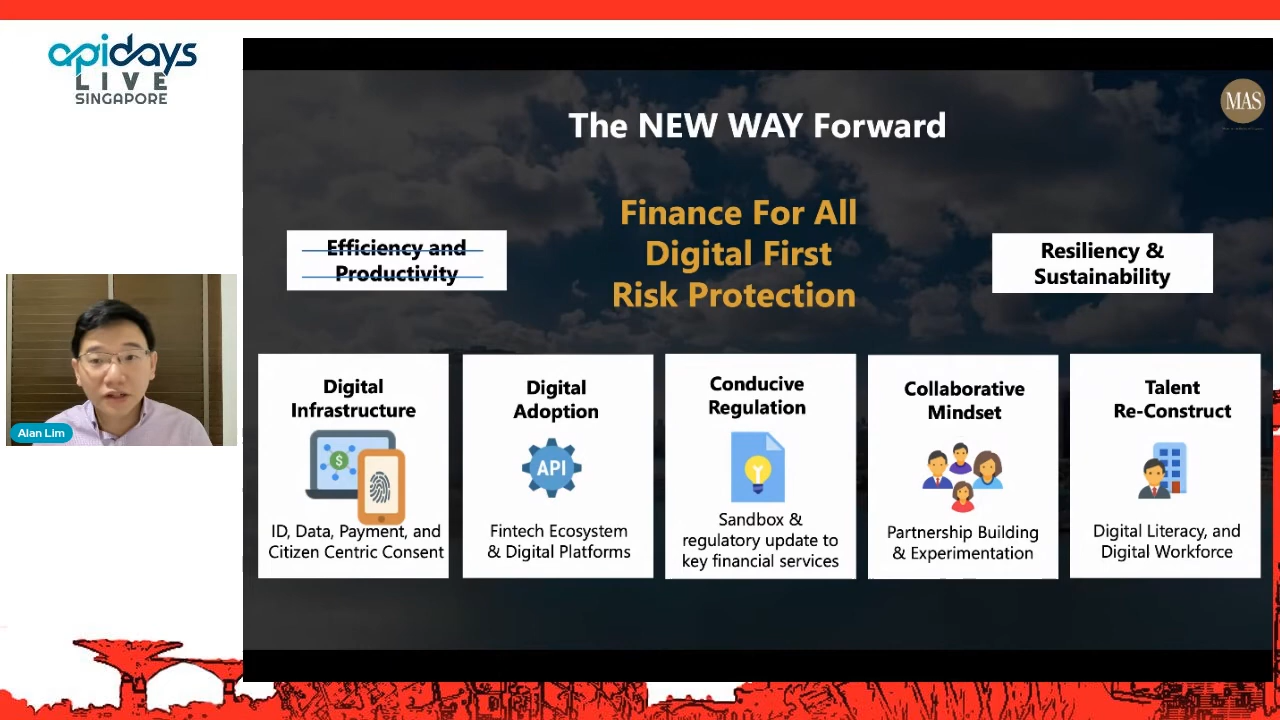 apidays
LIVE
SINGAPORE
MAS
The NEW WAY Forward
Finance For All
Digital First
Risk Protection
Efficiency and
Productivity
Resiliency &
Sustainability
Digital
Infrastructure
ID, Data, Payment, and
Citizen Centric Consent
Digital
Adoption
API
Fintech Ecosystem
& Digital Platforms
Conducive
Regulation
Sandbox &
regulatory update to
key financial services
Collaborative
Mindset
Partnership Building
& Experimentation
Talent
Re-Construct
Digital Literacy, and
Digital Workforce
Alan Lim